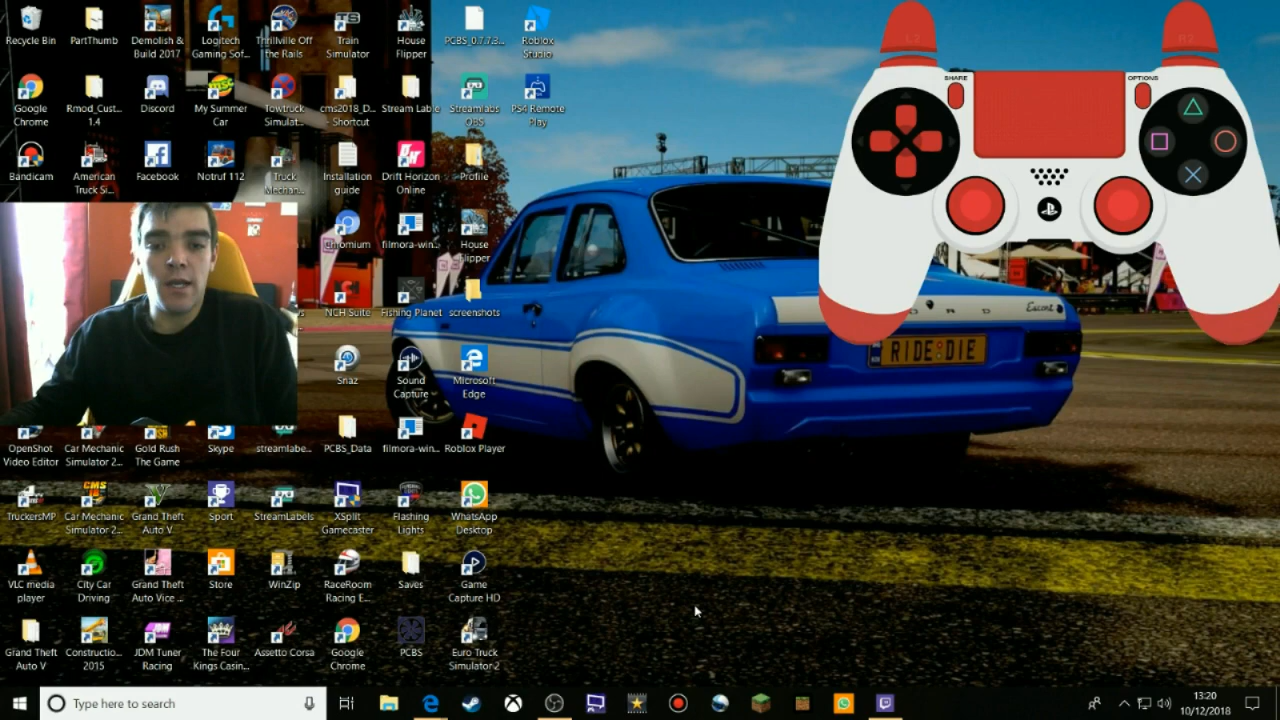 Recycle Bin
PartThumb
Demolish & Build 2017
Logitech Gaming Sof...
Thrillville Off the Rails
Train Simulator
House Flipper
PCBS_0.7.7.3...
Roblox Studio
Google Chrome
Rmod_Cust... 1.4
Discord
My Summer Car
Towtruck Simulat...
cms2018_D... - Shortcut
Stream Lable
Streamlabs OBS
PS4 Remote Play
Bandicam
American Truck Si...
Facebook
Notruf 112
Truck Mechan...
Installation guide
Drift Horizon Online
Profile
Chromium
filmora-win...
House Flipper
NCH Suite
Fishing Planet
screenshots
Snaz
Sound Capture
Microsoft Edge
OpenShot Video Editor
Car Mechanic Simulator 2...
Gold Rush The Game
Skype
streamlabe...
PCBS_Data
filmora-win...
Roblox Player
TruckersMP
Car Mechanic Simulator 2...
Grand Theft Auto V
Sport
StreamLabels
XSplit Gamecaster
Flashing Lights
WhatsApp Desktop
VLC media player
City Car Driving
Grand Theft Auto Vice ...
Store
WinZip
RaceRoom Racing E...
Saves
Game Capture HD
Grand Theft Auto V
Constructio... 2015
JDM Tuner Racing
The Four Kings Casin...
Assetto Corsa
Google Chrome
PCBS
Euro Truck Simulator 2
L2
R2
SHARE
OPTIONS
Escort
RIDE DIE
Type here to search
13:20
10/12/2018